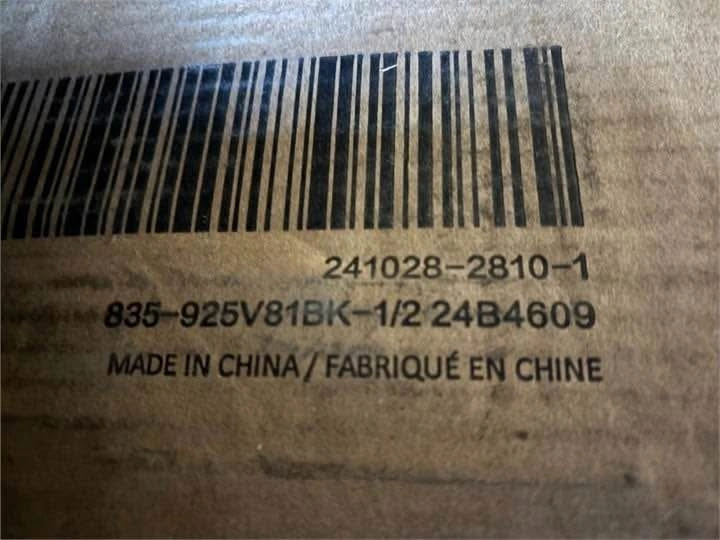 241028-2810-1
835-925V81BK-1/2 24B4609
MADE IN CHINA / FABRIQUÉ EN CHINE